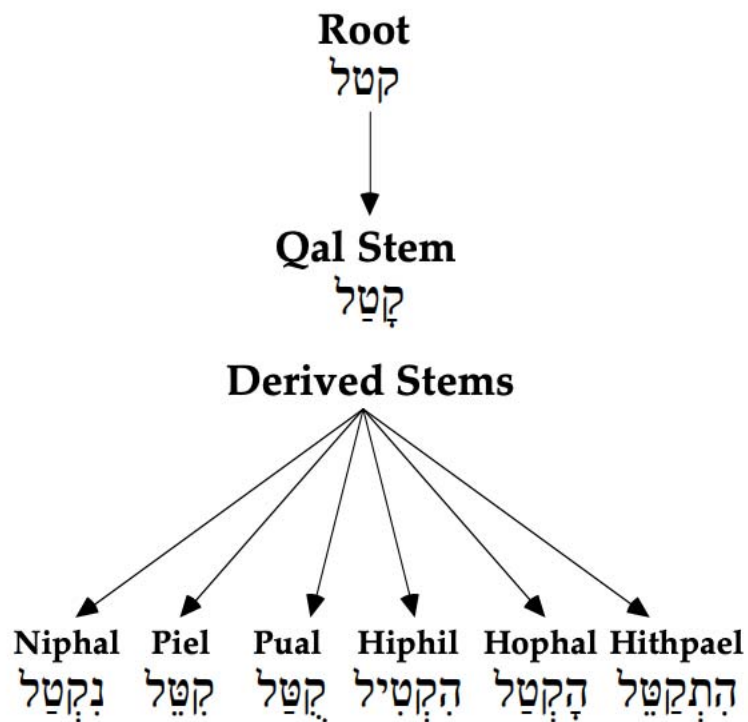 Root
קטל
Qal Stem
קָטַל
Derived Stems
Niphal Piel Pual Hiphil Hophal Hithpael
נִקְטַל קִטֵּל קֻטַּל הִקְטִיל הָקְטַל הִתְקַטֵּל